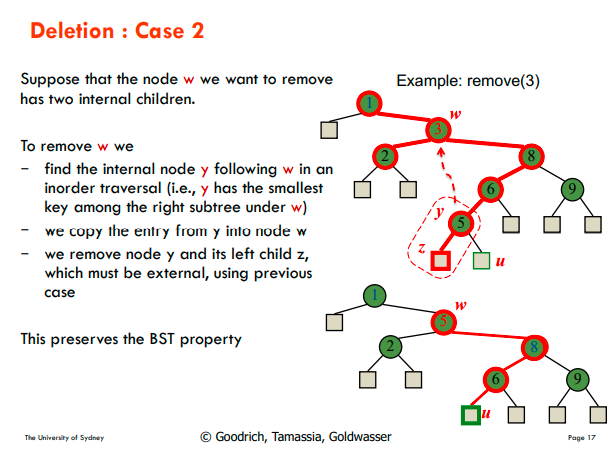 Deletion : Case 2
Suppose that the node w we want to remove
has two internal children.
To remove w we
– find the internal node y following w in an
inorder traversal (i.e., y has the smallest
key among the right subtree under w)
– we copy the entry from y into node w
– we remove node y and its left child z,
which must be external, using previous
case
This preserves the BST property
Example: remove(3)
1
w
3
2
8
6
9
y
5
z
u
1
w
5
2
8
6
9
u
The University of Sydney
© Goodrich, Tamassia, Goldwasser
Page 17